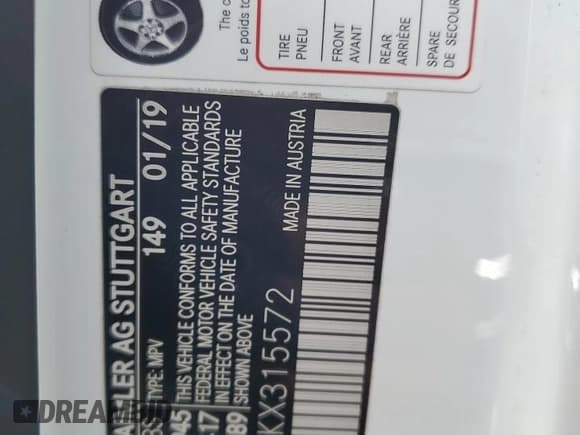 The
Le poids to
TIRE
PNEU
FRONT
AVANT
REAR
ARRIÈRE
SPARE
DE SECOUR
ER AG STUTTGART
TYPE: MPV 149 01/19
THIS VEHICLE CONFORMS TO ALL APPLICABLE
FEDERAL MOTOR VEHICLE SAFETY STANDARDS
IN EFFECT ON THE DATE OF MANUFACTURE
SHOWN ABOVE
MADE IN AUSTRIA
KX315572
DREAMBID